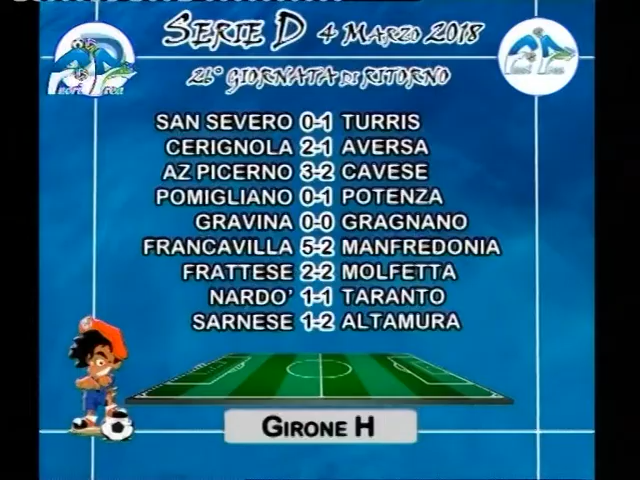 SERIE D 4 MARZO 2018
26° GIORNATA DI RITORNO
SAN SEVERO 0-1 TURRIS
CERIGNOLA 2-1 AVERSA
AZ PICERNO 3-2 CAVESE
POMIGLIANO 0-1 POTENZA
GRAVINA 0-0 GRAGNANO
FRANCAVILLA 5-2 MANFREDONIA
FRATTESE 2-2 MOLFETTA
NARDO' 1-1 TARANTO
SARNESE 1-2 ALTAMURA
GIRONE H